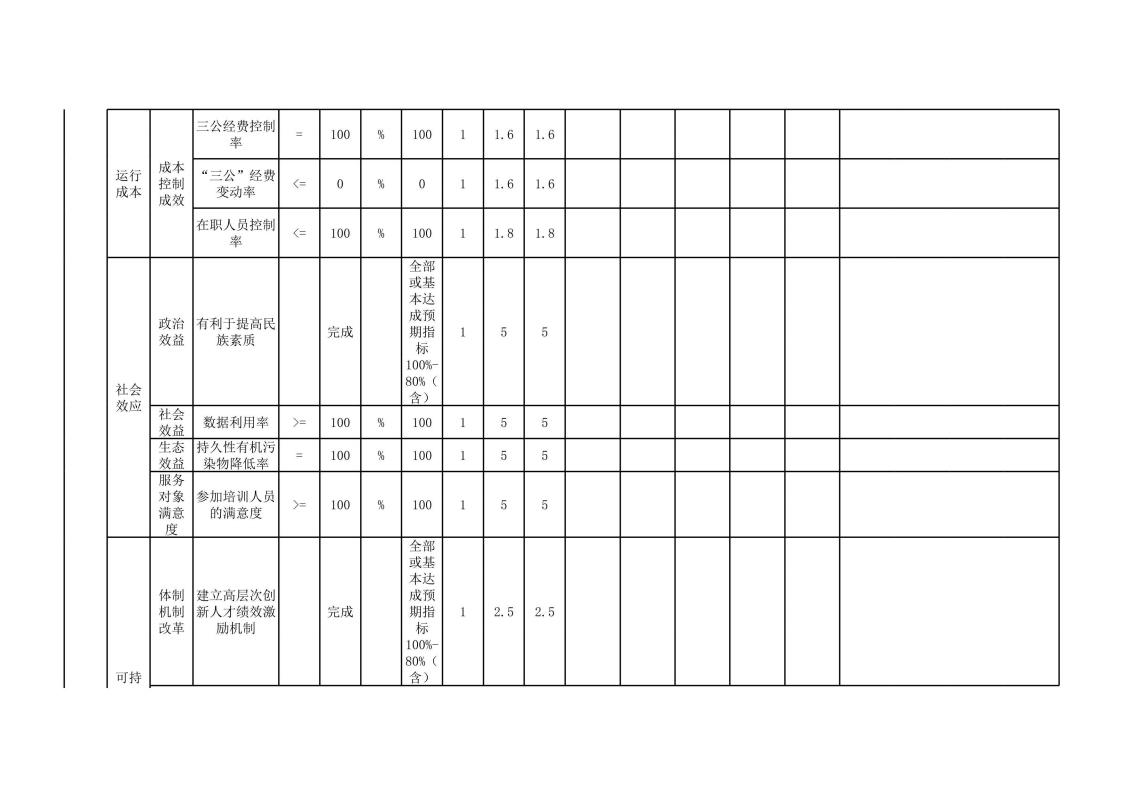 运行
成本
成本
控制
成效
三公经费控制
率
=
100
%
100
1
1.6
1.6
“三公”经费
变动率
<=
0
%
0
1
1.6
1.6
在职人员控制
率
<=
100
%
100
1
1.8
1.8
社会
效应
政治
效益
有利于提高民
族素质
完成
全部
或基
本达
成预
期指
标
100%-
80%（
含）
1
5
5
社会
效益
数据利用率
>=
100
%
100
1
5
5
生态
效益
持久性有机污
染物降低率
=
100
%
100
1
5
5
服务
对象
满意
度
参加培训人员
的满意度
>=
100
%
100
1
5
5
可持
体制
机制
改革
建立高层次创
新人才绩效激
励机制
完成
全部
或基
本达
成预
期指
标
100%-
80%（
含）
1
2.5
2.5